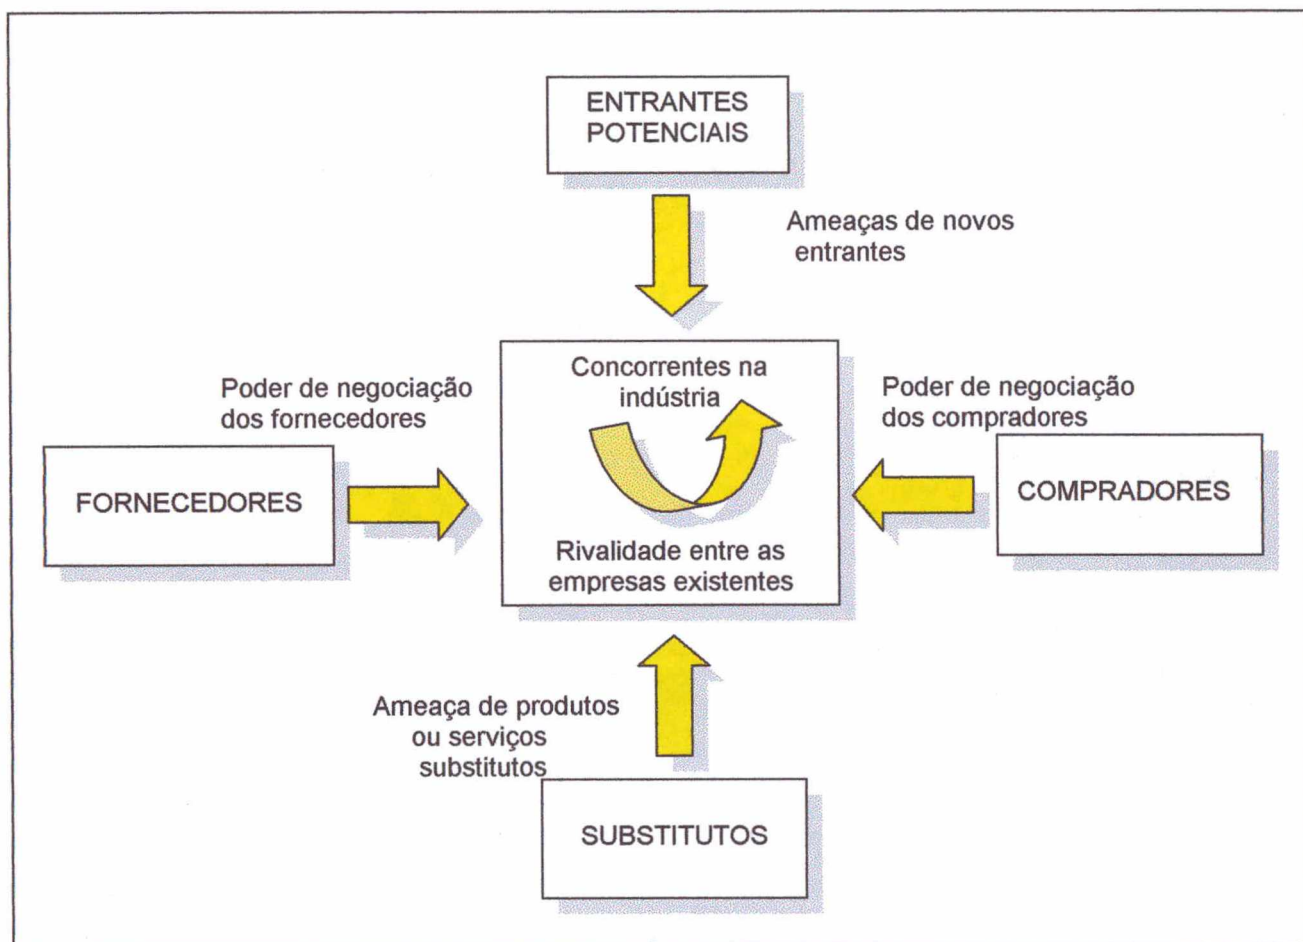 ENTRANTES
POTENCIAIS
Ameaças de novos
entrantes
Concorrentes na
indústria
Poder de negociação
dos fornecedores
Poder de negociação
dos compradores
FORNECEDORES
COMPRADORES
Rivalidade entre as
empresas existentes
Ameaça de produtos
ou serviços
substitutos
SUBSTITUTOS